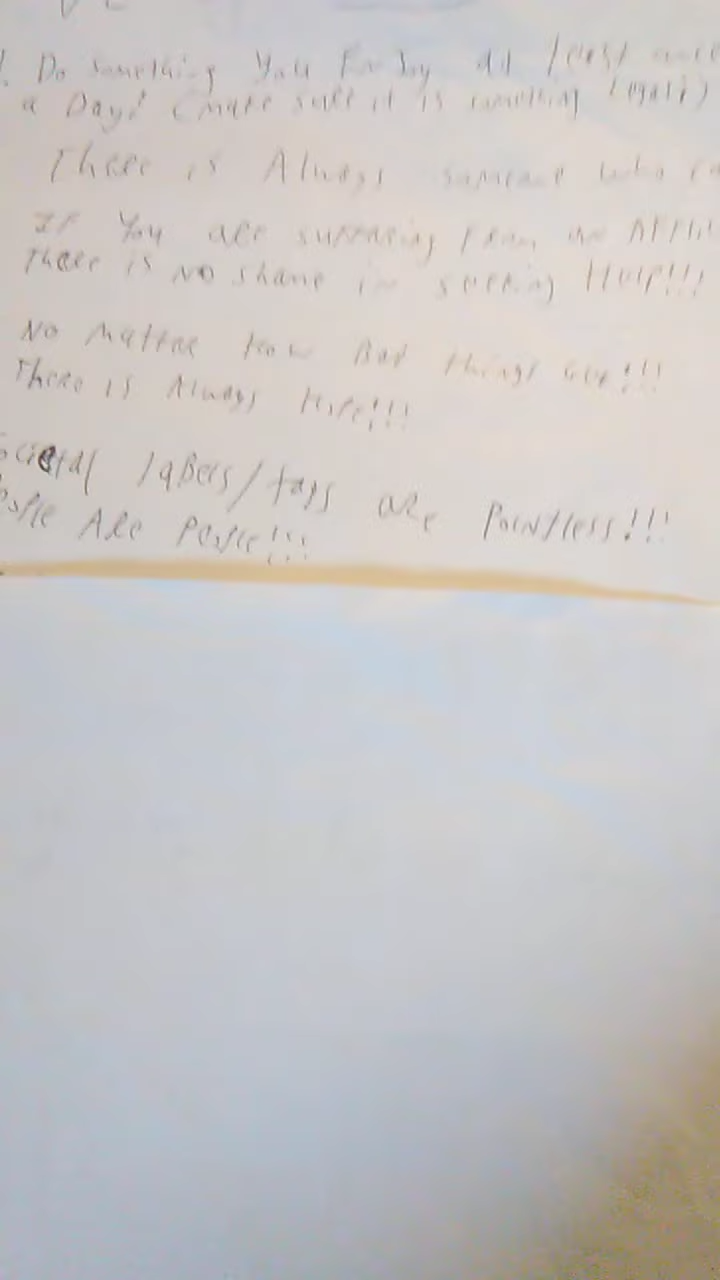 Do Something You EnJoy at least once
a Day! (make sure it is something Legal!)
There is Always someone who
If You are suffering From an
There is No shame in seeking Help!!!
No Matter How Bad things are!!!
There is Always Hope!!!
Societal labels/tags are Pointless!!!
People Are People!!!